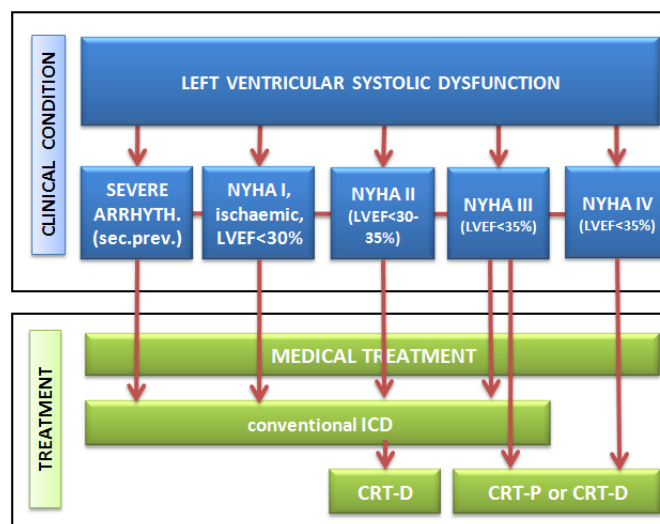 CLINICAL CONDITION
LEFT VENTRICULAR SYSTOLIC DYSFUNCTION
SEVERE
ARRHYTH.
(sec.prev.)
NYHA I,
ischaemic,
LVEF<30%
NYHA II
(LVEF<30-
35%)
NYHA III
(LVEF<35%)
NYHA IV
(LVEF<35%)
TREATMENT
MEDICAL TREATMENT
conventional ICD
CRT-D
CRT-P or CRT-D